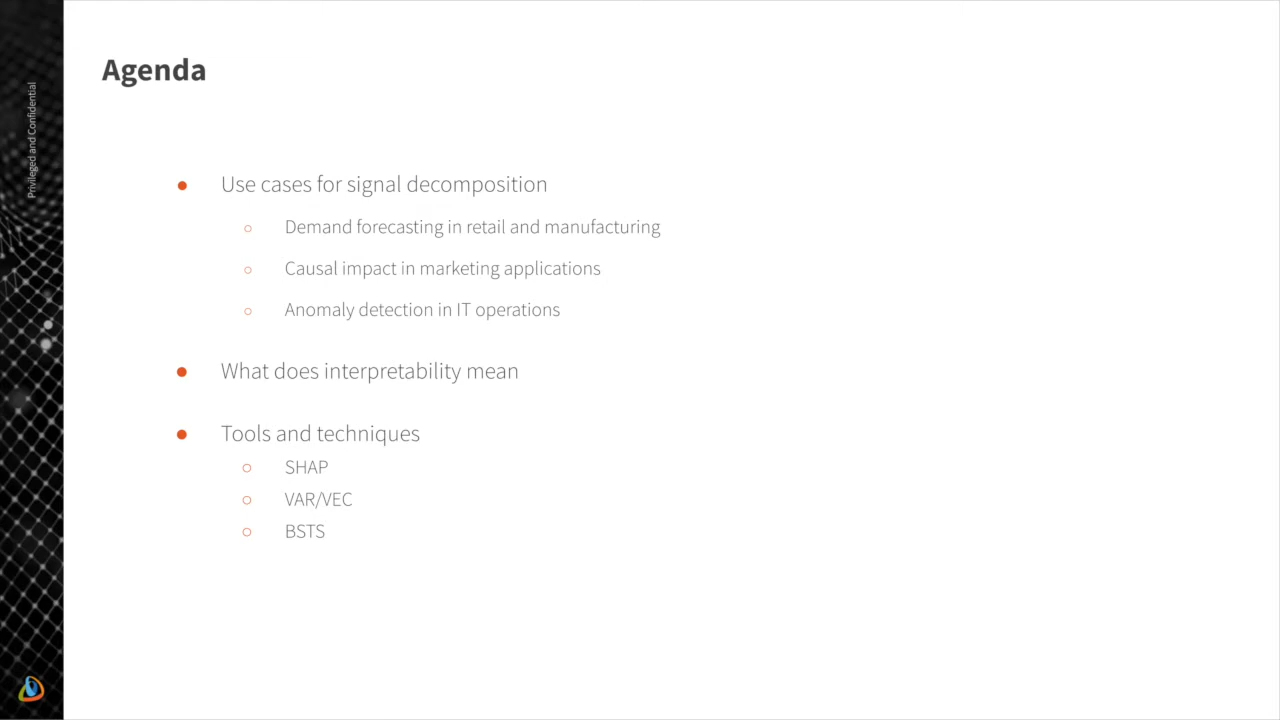 Privileged and Confidential
Agenda
Use cases for signal decomposition
Demand forecasting in retail and manufacturing
Causal impact in marketing applications
Anomaly detection in IT operations
What does interpretability mean
Tools and techniques
SHAP
VAR/VEC
BSTS